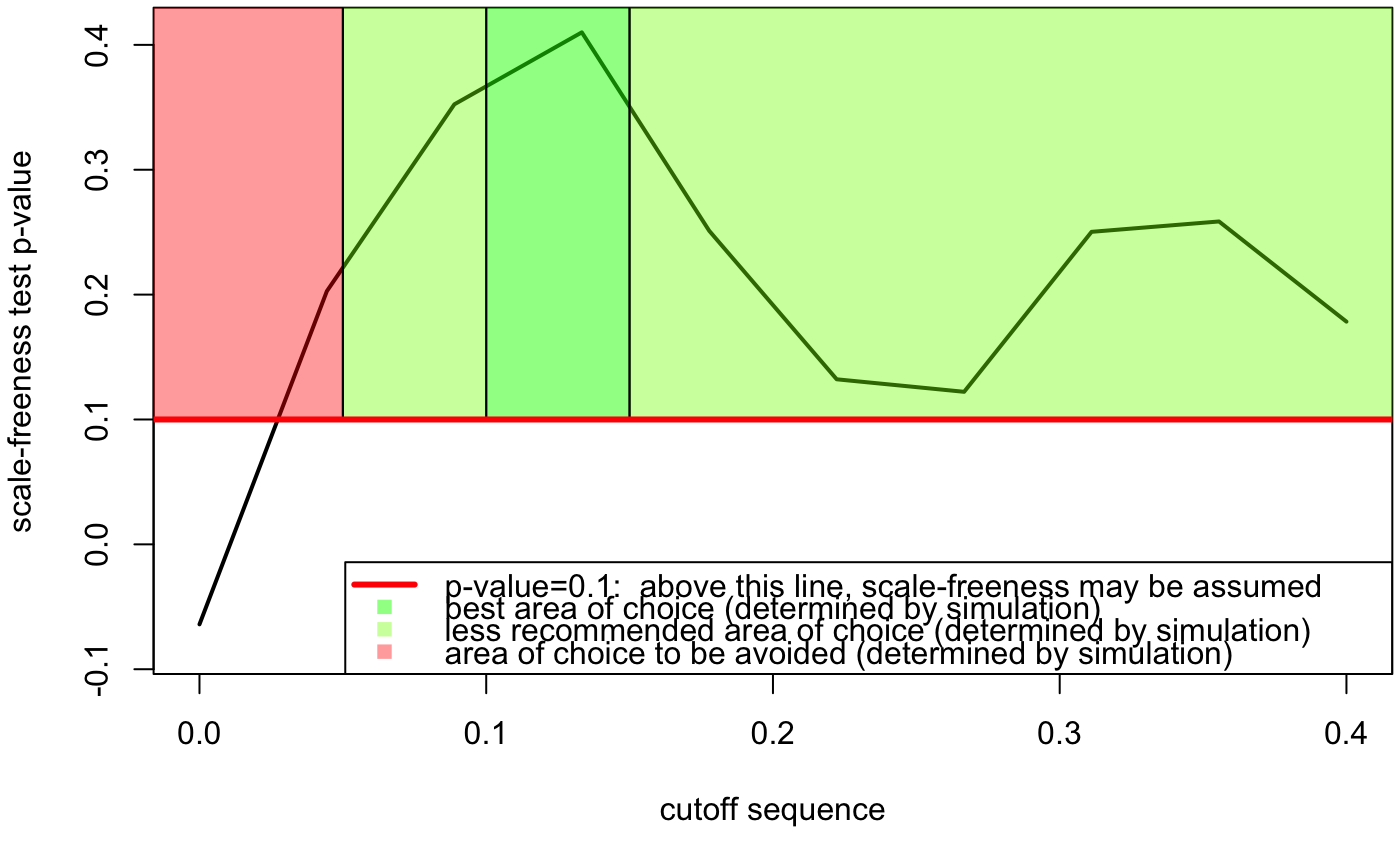 0.4
0.3
0.2
0.1
0.0
-0.1
scale-freeness test p-value
p-value=0.1:  above this line, scale-freeness may be assumed
best area of choice (determined by simulation)
less recommended area of choice (determined by simulation)
area of choice to be avoided (determined by simulation)
0.0 0.1 0.2 0.3 0.4
cutoff sequence